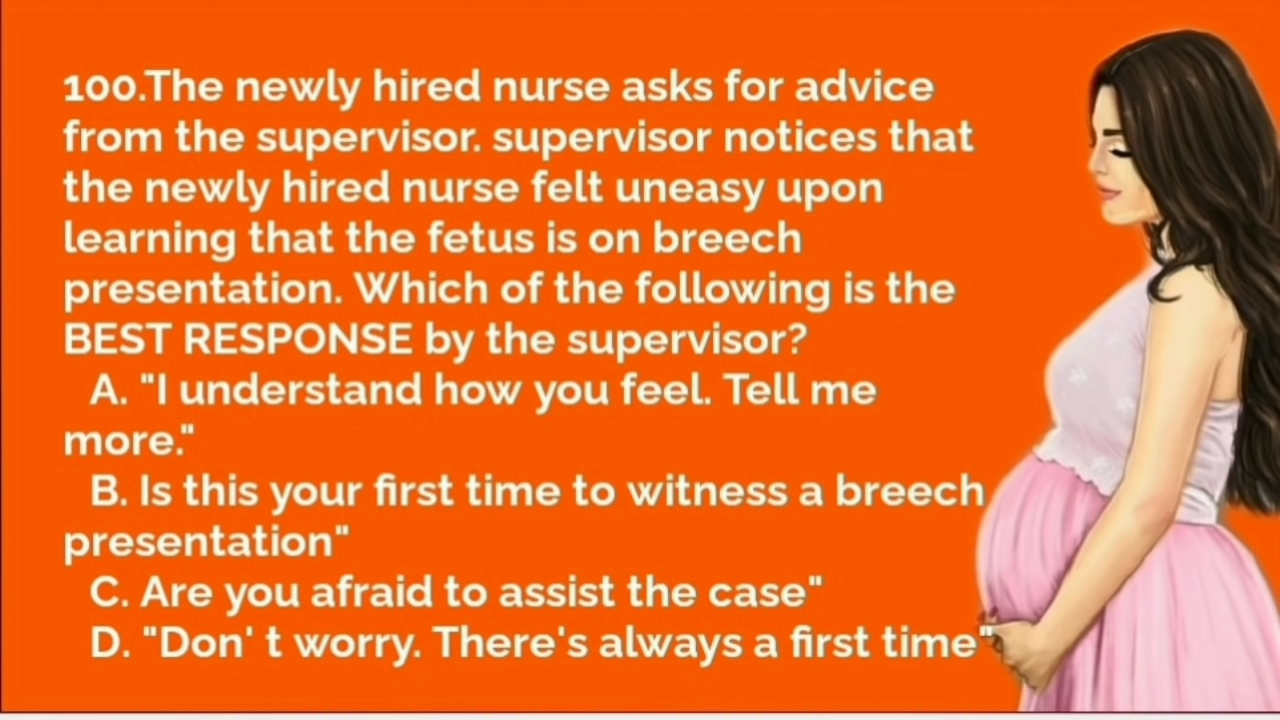 100.The newly hired nurse asks for advice
from the supervisor. supervisor notices that
the newly hired nurse felt uneasy upon
learning that the fetus is on breech
presentation. Which of the following is the
BEST RESPONSE by the supervisor?
A. "I understand how you feel. Tell me
more."
B. Is this your first time to witness a breech
presentation"
C. Are you afraid to assist the case"
D. "Don' t worry. There's always a first time"